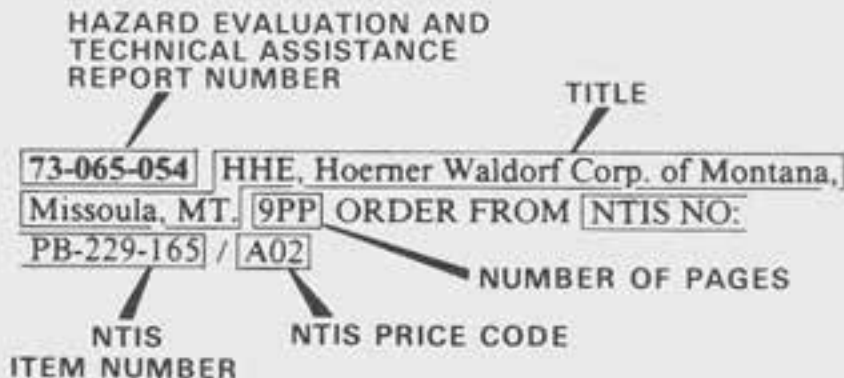 HAZARD EVALUATION AND
TECHNICAL ASSISTANCE
REPORT NUMBER
TITLE
73-065-054 HHE, Hoerner Waldorf Corp. of Montana,
Missoula, MT. 9PP ORDER FROM NTIS NO:
PB-229-165 / A02
NUMBER OF PAGES
NTIS
ITEM NUMBER
NTIS PRICE CODE